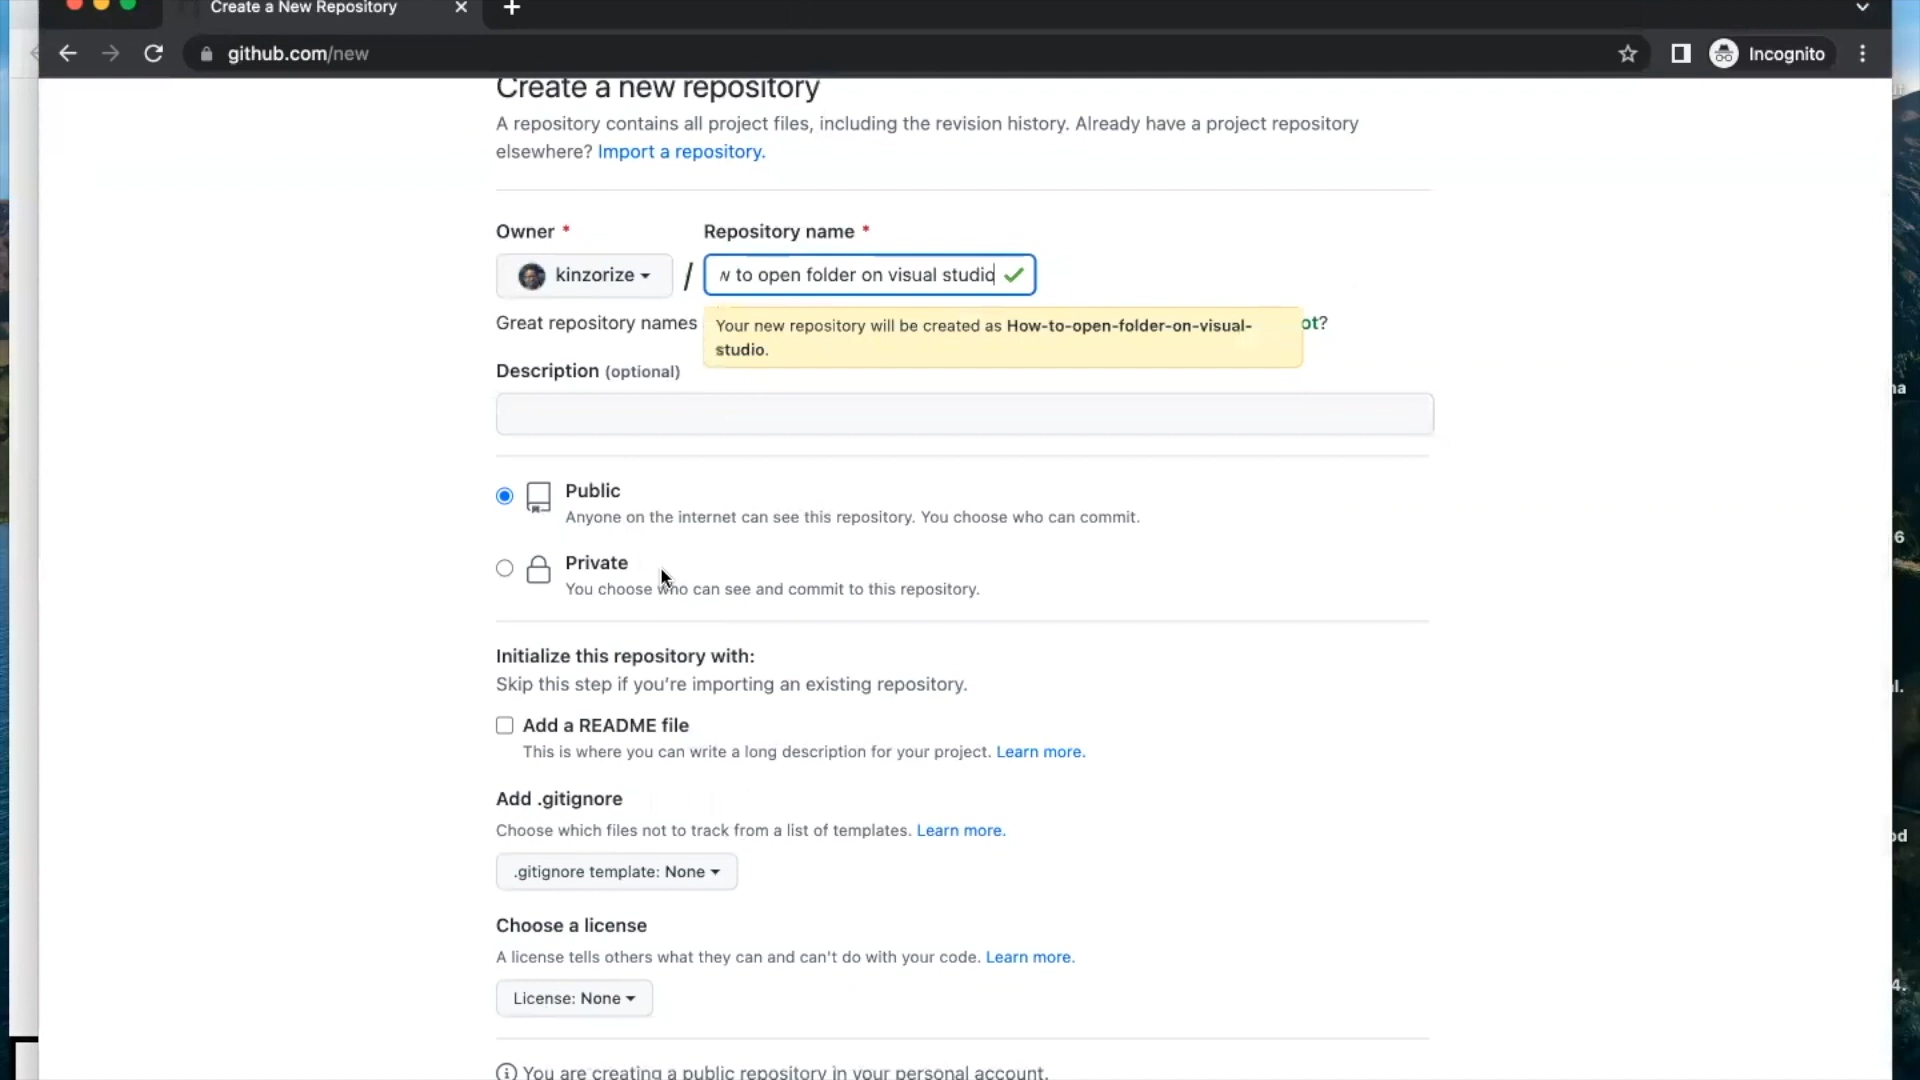 Create a New Repository
github.com/new
Incognito
Create a new repository
A repository contains all project files, including the revision history. Already have a project repository
elsewhere? Import a repository.
Owner *
Repository name *
kinzorize
/
to open folder on visual studio
Great repository names
Your new repository will be created as How-to-open-folder-on-visual-
studio.
ot?
Description (optional)
Public
Anyone on the internet can see this repository. You choose who can commit.
Private
You choose who can see and commit to this repository.
Initialize this repository with:
Skip this step if you're importing an existing repository.
Add a README file
This is where you can write a long description for your project. Learn more.
Add .gitignore
Choose which files not to track from a list of templates. Learn more.
.gitignore template: None
Choose a license
A license tells others what they can and can't do with your code. Learn more.
License: None
You are creating a public repository in your personal account.